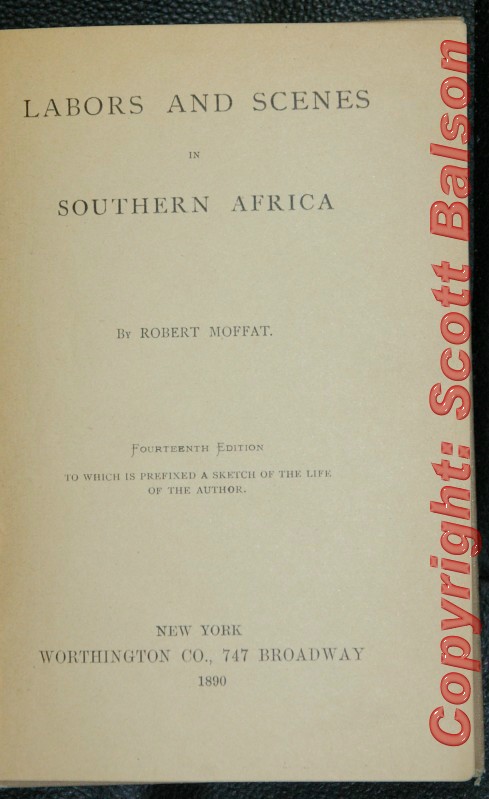 LABORS AND SCENES
IN
SOUTHERN AFRICA
By ROBERT MOFFAT.
Fourteenth Edition
TO WHICH IS PREFIXED A SKETCH OF THE LIFE
OF THE AUTHOR.
NEW YORK
WORTHINGTON CO., 747 BROADWAY
1890
Copyright: Scott Balson